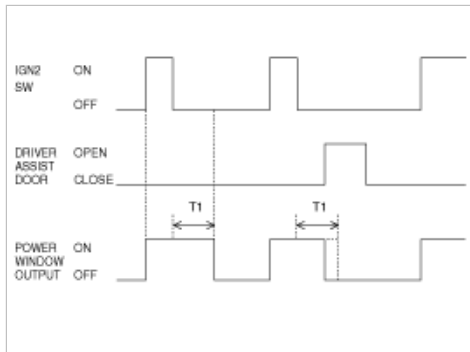 IGN2 ON
SW
OFF
DRIVER OPEN
ASSIST
DOOR CLOSE
T1 T1
POWER ON
WINDOW
OUTPUT OFF